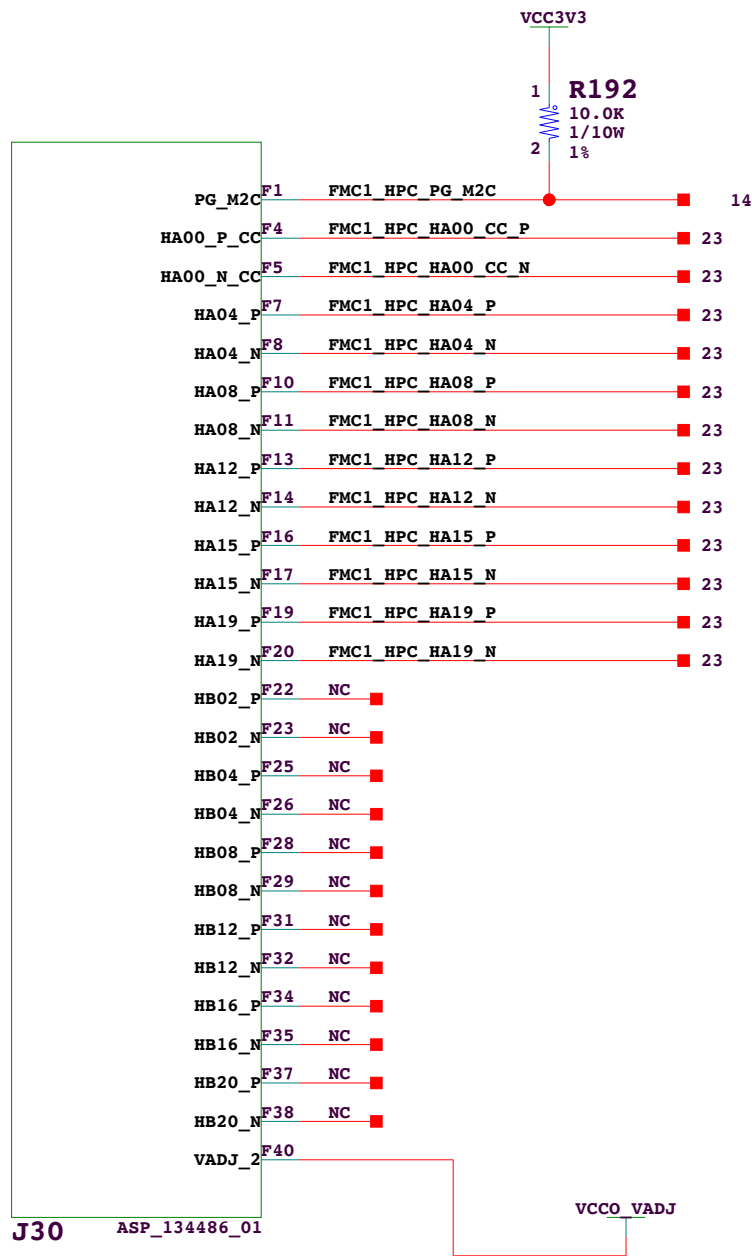 VCC3V3
1 R192
10.0K
1/10W
2 1%
PG_M2C F1 FMC1_HPC_PG_M2C 14
HA00_P_CC F4 FMC1_HPC_HA00_CC_P 23
HA00_N_CC F5 FMC1_HPC_HA00_CC_N 23
HA04_P F7 FMC1_HPC_HA04_P 23
HA04_N F8 FMC1_HPC_HA04_N 23
HA08_P F10 FMC1_HPC_HA08_P 23
HA08_N F11 FMC1_HPC_HA08_N 23
HA12_P F13 FMC1_HPC_HA12_P 23
HA12_N F14 FMC1_HPC_HA12_N 23
HA15_P F16 FMC1_HPC_HA15_P 23
HA15_N F17 FMC1_HPC_HA15_N 23
HA19_P F19 FMC1_HPC_HA19_P 23
HA19_N F20 FMC1_HPC_HA19_N 23
HB02_P F22 NC
HB02_N F23 NC
HB04_P F25 NC
HB04_N F26 NC
HB08_P F28 NC
HB08_N F29 NC
HB12_P F31 NC
HB12_N F32 NC
HB16_P F34 NC
HB16_N F35 NC
HB20_P F37 NC
HB20_N F38 NC
VADJ_2 F40
VCCO_VADJ
J30 ASP_134486_01